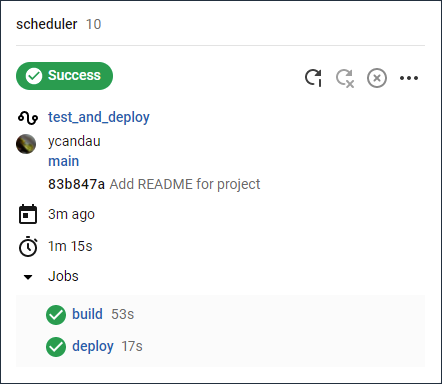 scheduler 10
Success
test_and_deploy
ycandau
main
83b847a Add README for project
3m ago
1m 15s
Jobs
build 53s
deploy 17s